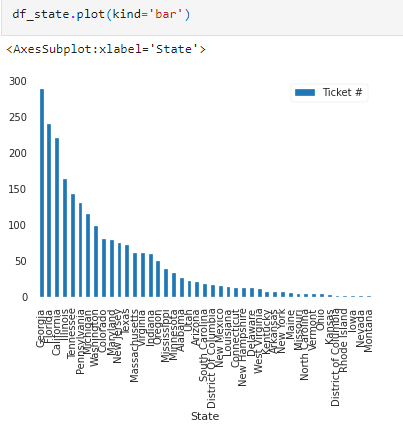 df_state.plot(kind='bar')
<AxesSubplot:xlabel='State'>
300
250
200
150
100
50
0
Ticket #
Georgia
Florida
California
Illinois
Tennessee
Pennsylvania
Michigan
Washington
Colorado
Maryland
New Jersey
Texas
Massachusetts
Virginia
Indiana
Oregon
Mississippi
Minnesota
Alabama
Utah
Arizona
South Carolina
District Of Columbia
New Mexico
Louisiana
Connecticut
New Hampshire
Delaware
West Virginia
Kentucky
Arkansas
New York
Maine
Missouri
North Carolina
Vermont
Ohio
Kansas
District of Columbia
Rhode Island
Iowa
Nevada
Montana
State